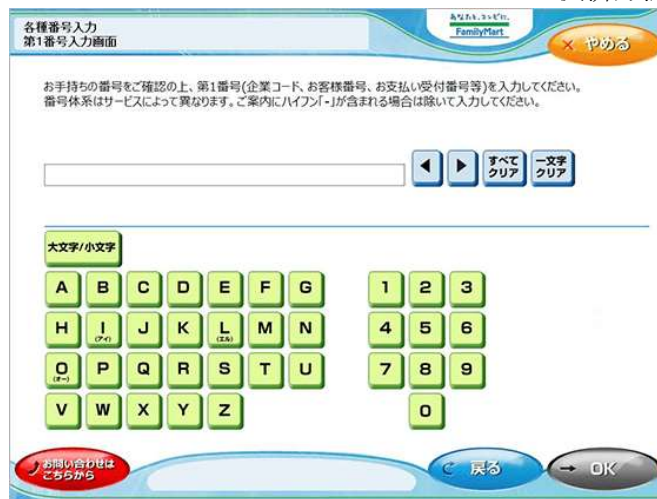 各種番号入力
第1番号入力画面
あなたと、コンビに、
FamilyMart
× やめる
お手持ちの番号をご確認の上、第1番号(企業コード、お客様番号、お支払い受付番号等)を入力してください。
番号体系はサービスによって異なります。ご案内にハイフン「-」が含まれる場合は除いて入力してください。
◀ ▶ すべてクリア 一文字クリア
大文字/小文字
A B C D E F G 1 2 3
H I(アイ) J K L(エル) M N 4 5 6
O(オー) P Q R S T U 7 8 9
V W X Y Z 0
お問い合わせは
こちらから
戻る
→ OK